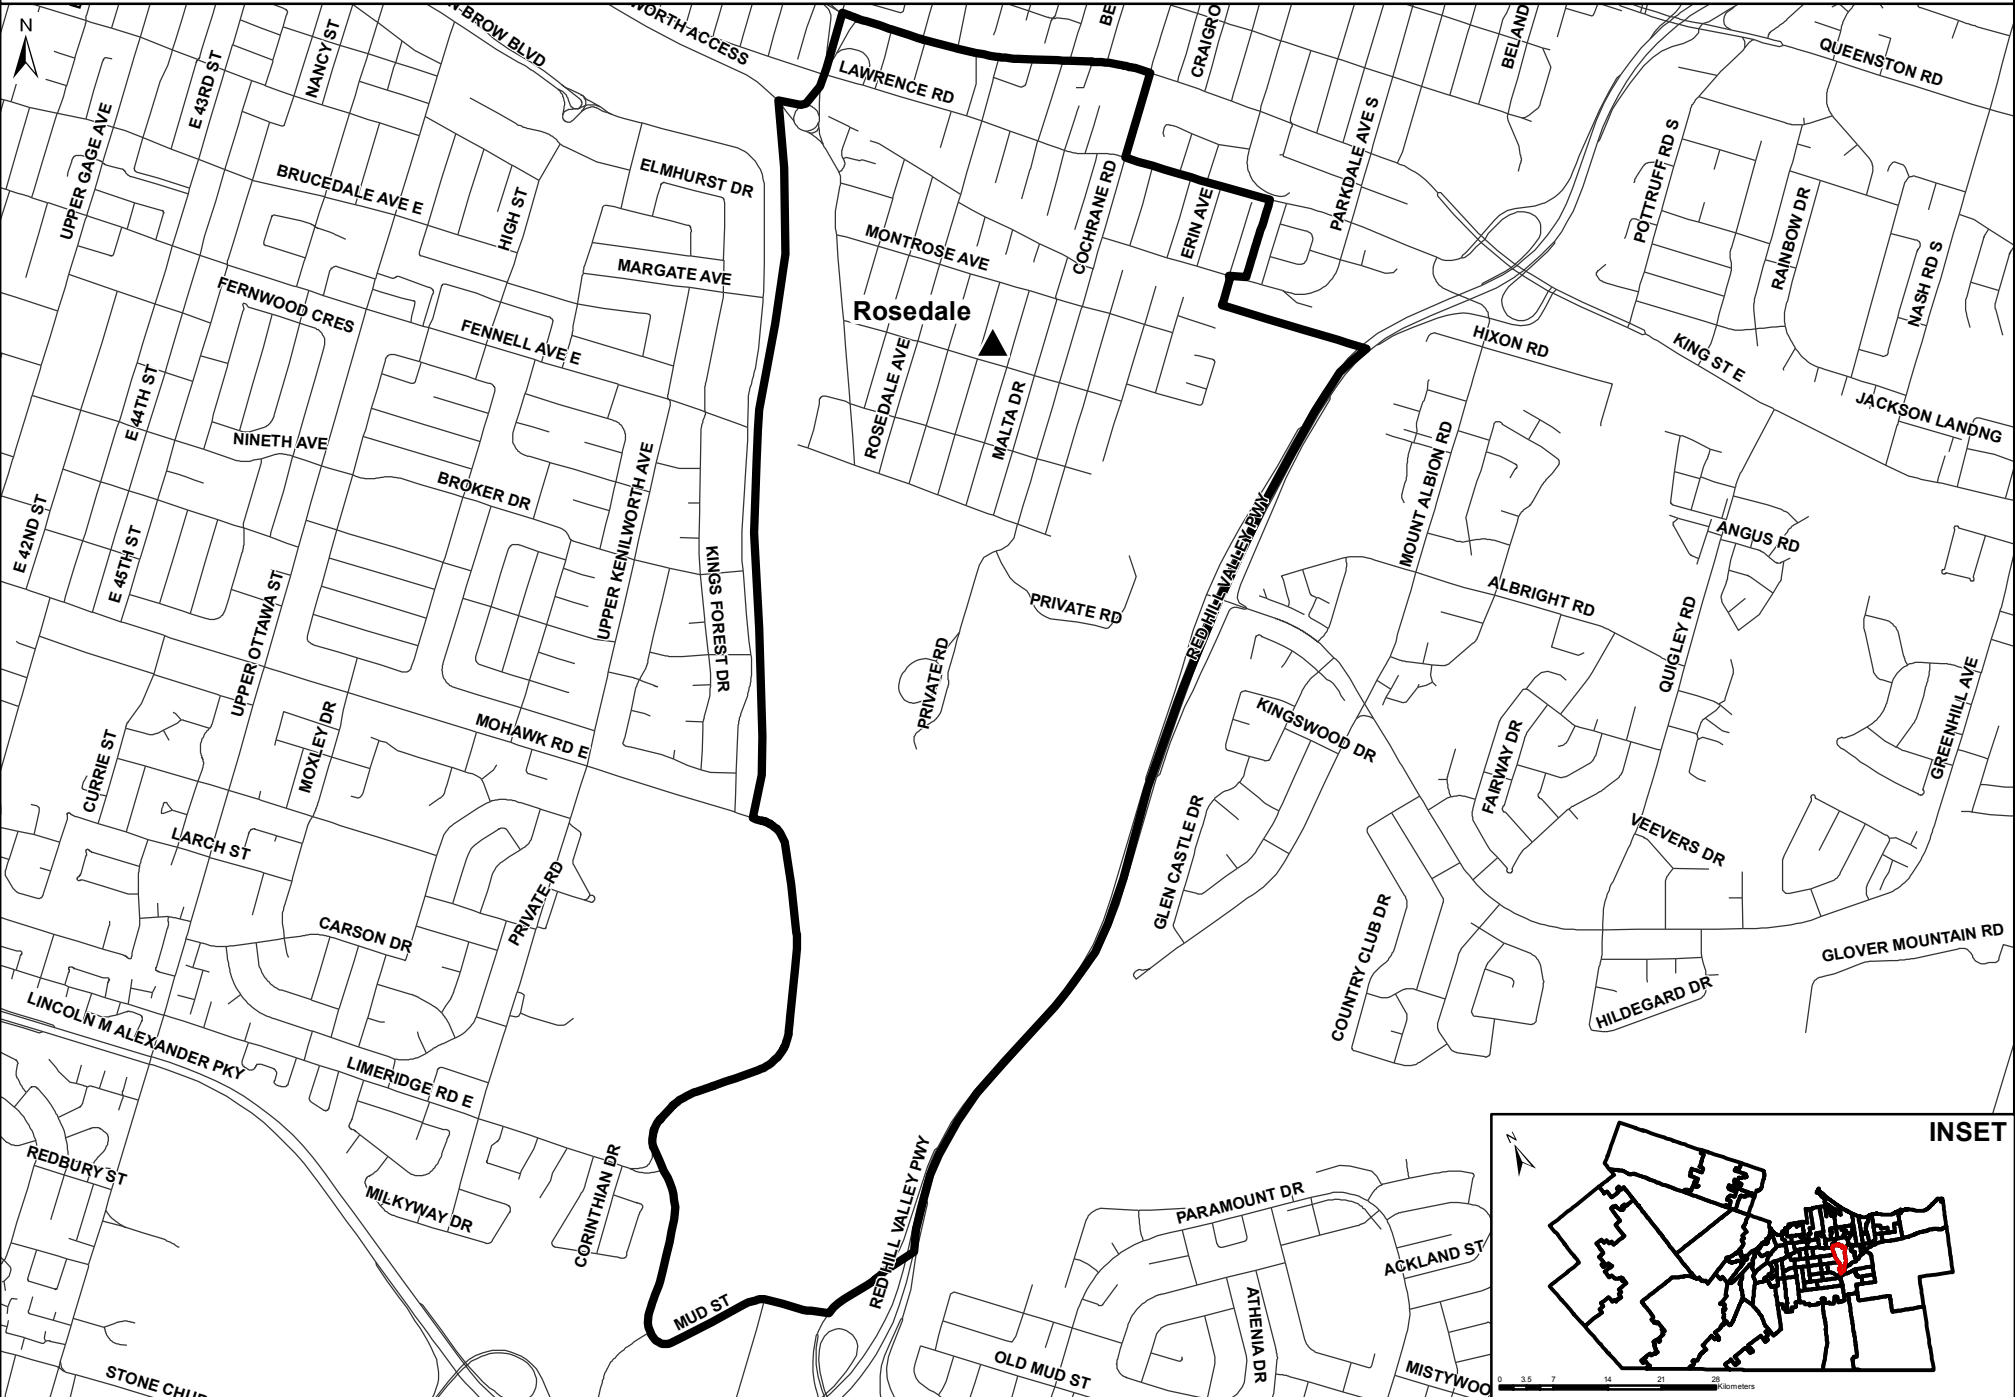 N
E 43RD ST
NANCY ST
N BROW BLVD
WORTH ACCESS
LAWRENCE RD
BE
CRAIGRO
BELAND
QUEENSTON RD
UPPER GAGE AVE
BRUCEDALE AVE E
HIGH ST
ELMHURST DR
MARGATE AVE
MONTROSE AVE
COCHRANE RD
ERIN AVE
PARKDALE AVE S
POTTRUFF RD S
RAINBOW DR
NASH RD S
FERNWOOD CRES
FENNELL AVE E
Rosedale
HIXON RD
KING ST E
JACKSON LANDNG
E 44TH ST
NINETH AVE
BROKER DR
ROSEDALE AVE
MALTA DR
MOUNT ALBION RD
E 42ND ST
E 45TH ST
UPPER OTTAWA ST
UPPER KENILWORTH AVE
KINGS FOREST DR
PRIVATE RD
PRIVATE RD
RED HILL VALLEY PWY
ALBRIGHT RD
ANGUS RD
QUIGLEY RD
GREENHILL AVE
CURRIE ST
MOXLEY DR
MOHAWK RD E
KINGSWOOD DR
FAIRWAY DR
LARCH ST
PRIVATE RD
GLEN CASTLE DR
VEEVERS DR
CARSON DR
COUNTRY CLUB DR
GLOVER MOUNTAIN RD
HILDEGARD DR
LINCOLN M ALEXANDER PKY
LIMERIDGE RD E
REDBURY ST
MILKYWAY DR
CORINTHIAN DR
RED HILL VALLEY PWY
PARAMOUNT DR
ACKLAND ST
MUD ST
ATHENIA DR
OLD MUD ST
MISTYWOO
STONE CHUR
INSET
N
0 3.5 7 14 21 28
Kilometers